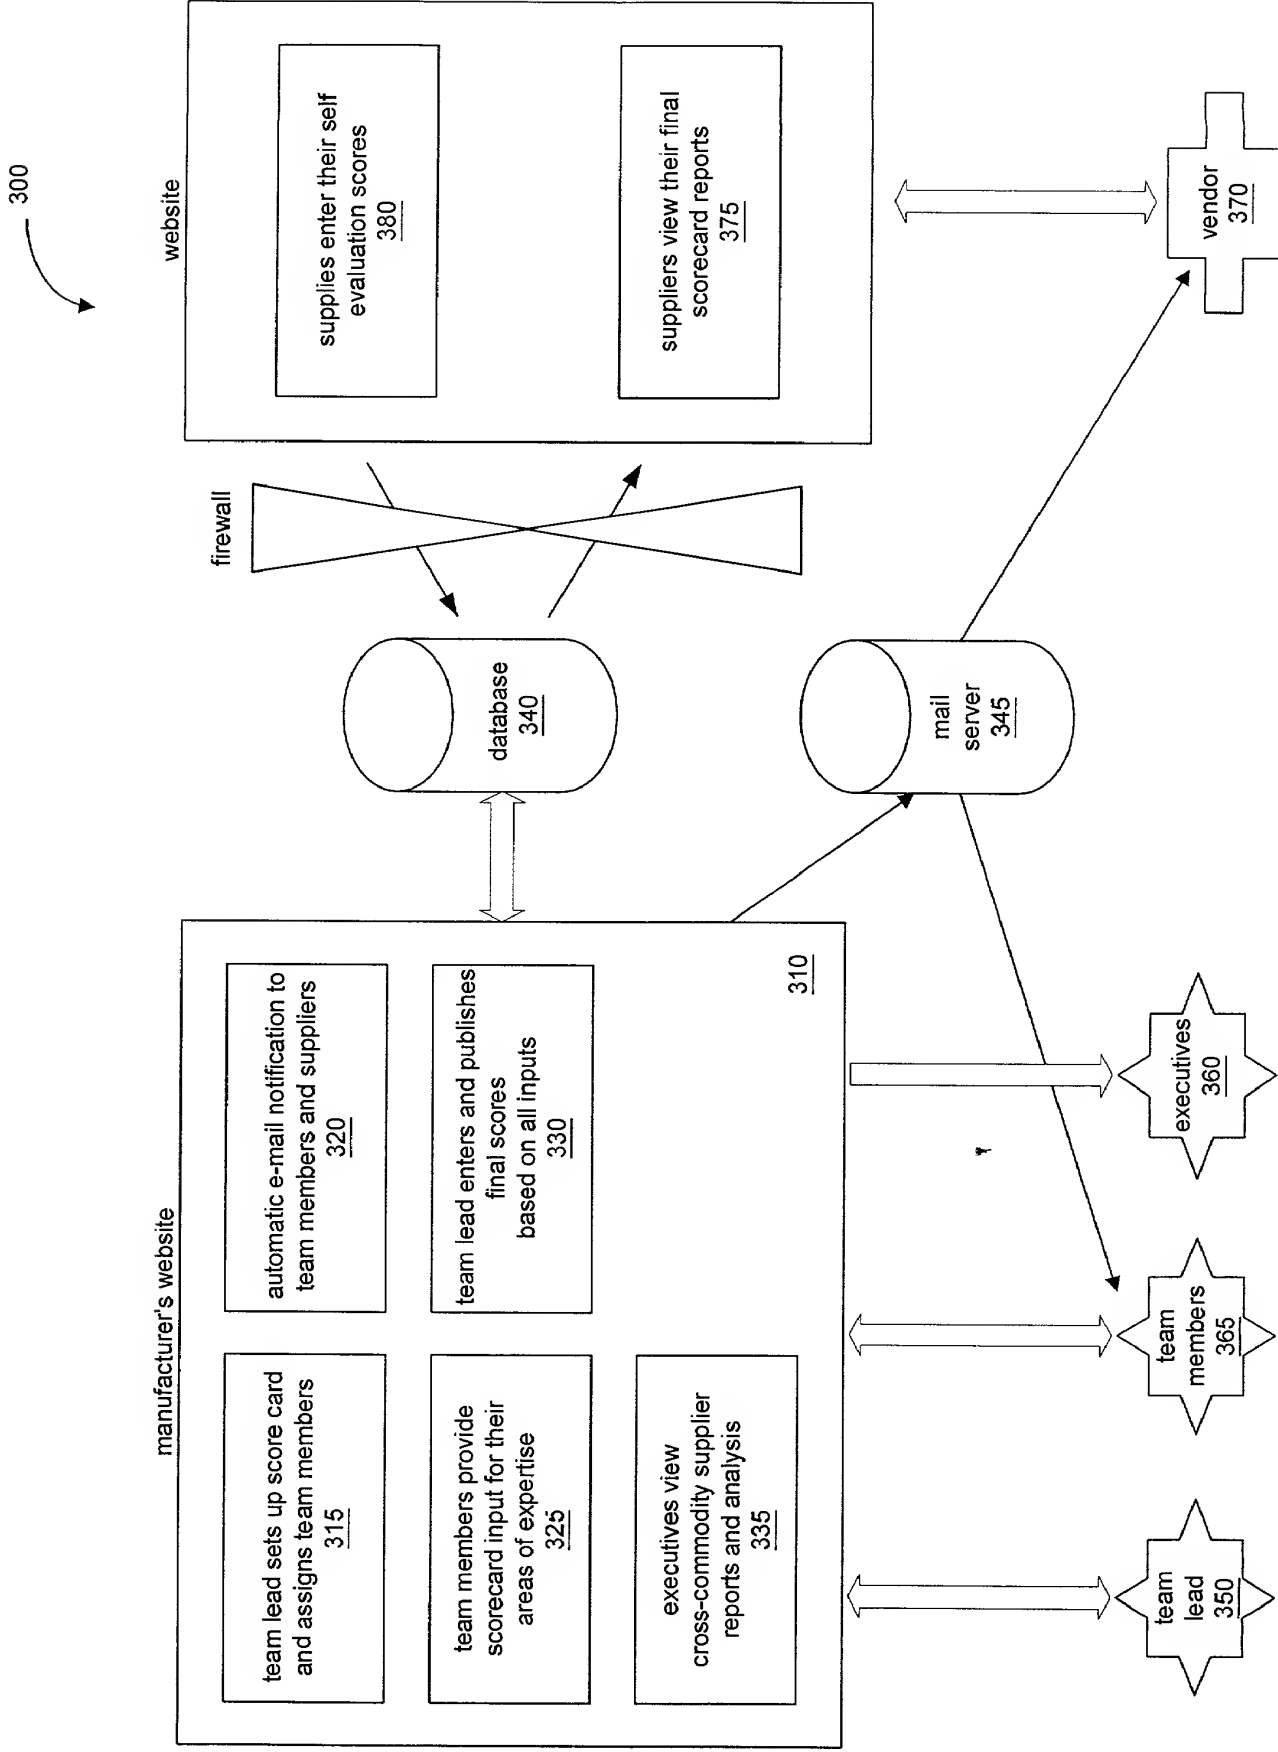 300
manufacturer's website
team lead sets up score card
and assigns team members
315
automatic e-mail notification to
team members and suppliers
320
team members provide
scorecard input for their
areas of expertise
325
team lead enters and publishes
final scores
based on all inputs
330
executives view
cross-commodity supplier
reports and analysis
335
310
database
340
mail
server
345
firewall
website
supplies enter their self
evaluation scores
380
suppliers view their final
scorecard reports
375
team
lead
350
team
members
365
executives
360
vendor
370